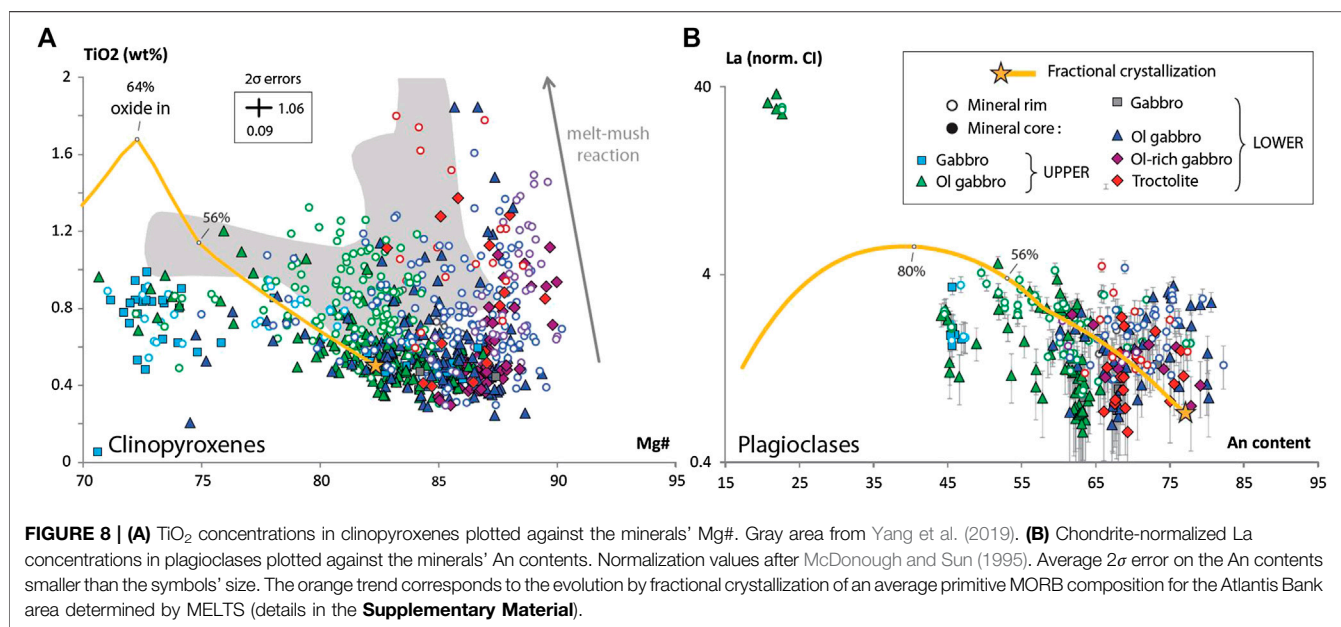 A
TiO2 (wt%)
2
1.6
1.2
0.8
0.4
0
64%
oxide in
2σ errors
1.06
0.09
56%
melt-mush
reaction
Clinopyroxenes
Mg#
70 75 80 85 90 95
B
La (norm. CI)
40
4
0.4
Fractional crystallization
Mineral rim
Mineral core :
Gabbro
Ol gabbro
UPPER
Gabbro
Ol gabbro
Ol-rich gabbro
Troctolite
LOWER
80%
56%
Plagioclases
An content
15 25 35 45 55 65 75 85 95
FIGURE 8 | (A) TiO₂ concentrations in clinopyroxenes plotted against the minerals' Mg#. Gray area from Yang et al. (2019). (B) Chondrite-normalized La
concentrations in plagioclases plotted against the minerals' An contents. Normalization values after McDonough and Sun (1995). Average 2σ error on the An contents
smaller than the symbols' size. The orange trend corresponds to the evolution by fractional crystallization of an average primitive MORB composition for the Atlantis Bank
area determined by MELTS (details in the Supplementary Material).